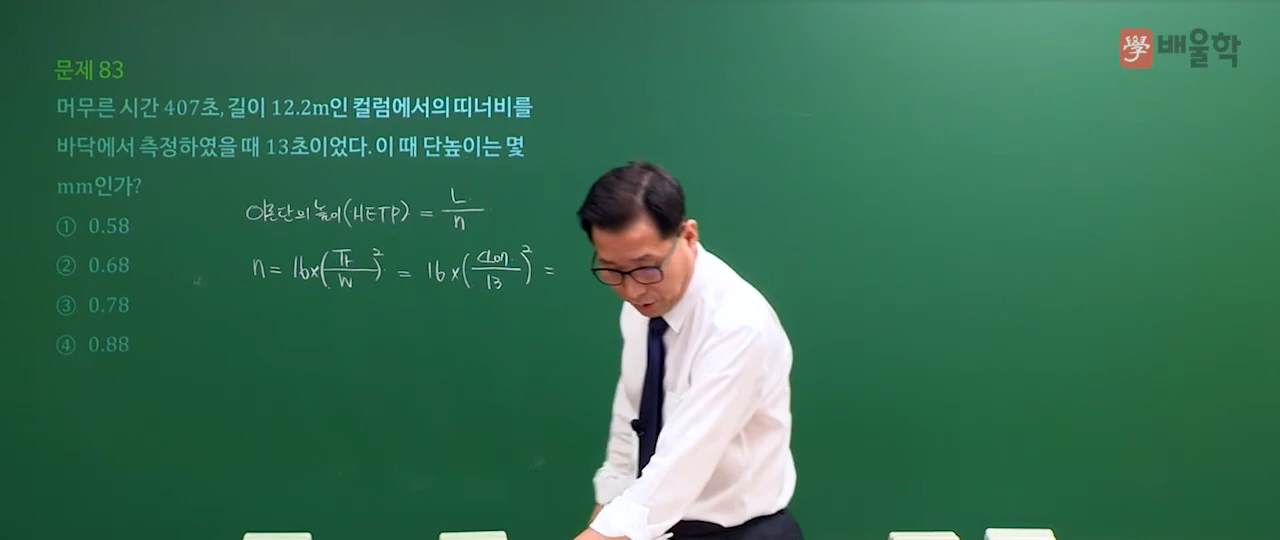 學 배울학
문제 83
머무른 시간 407초, 길이 12.2m인 컬럼에서의 띠너비를
바닥에서 측정하였을 때 13초이었다. 이 때 단높이는 몇
mm인가?
① 0.58
② 0.68
③ 0.78
④ 0.88
이론단의 높이(HETP) = L/n
n = 16×(TR/W)² = 16×(407/13)² =